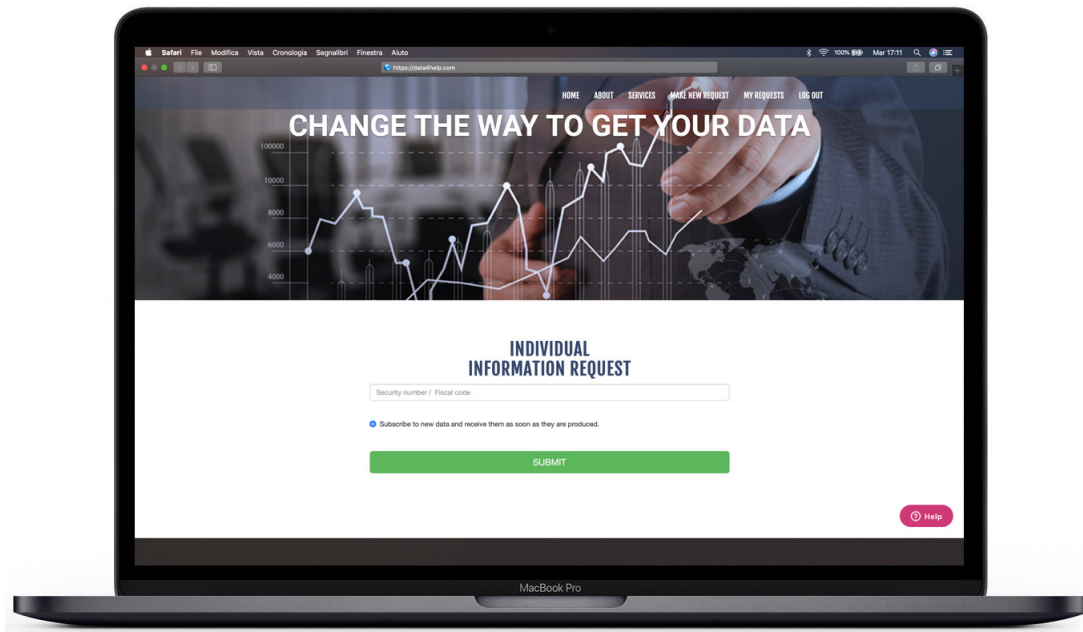 Safari File Modifica Vista Cronologia Segnalibri Finestra Aiuto 100% Mar 17:11
https://data4help.com
HOME ABOUT SERVICES MAKE NEW REQUEST MY REQUESTS LOG OUT
CHANGE THE WAY TO GET YOUR DATA
100000
10000
8000
6000
4000
INDIVIDUAL
INFORMATION REQUEST
Security number / Fiscal code
Subscribe to new data and receive them as soon as they are produced.
SUBMIT
Help
MacBook Pro